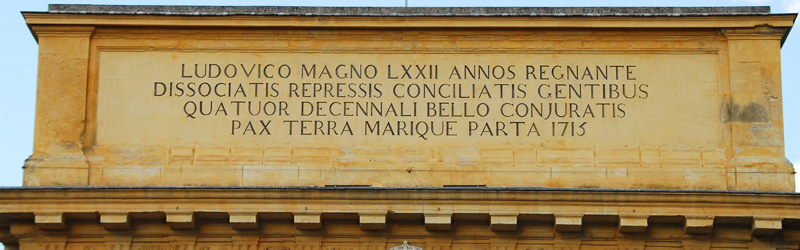 LUDOVICO MAGNO LXXII ANNOS REGNANTE
DISSOCIATIS REPRESSIS CONCILIATIS GENTIBUS
QUATUOR DECENNALI BELLO CONJURATIS
PAX TERRA MARIQUE PARTA 1715